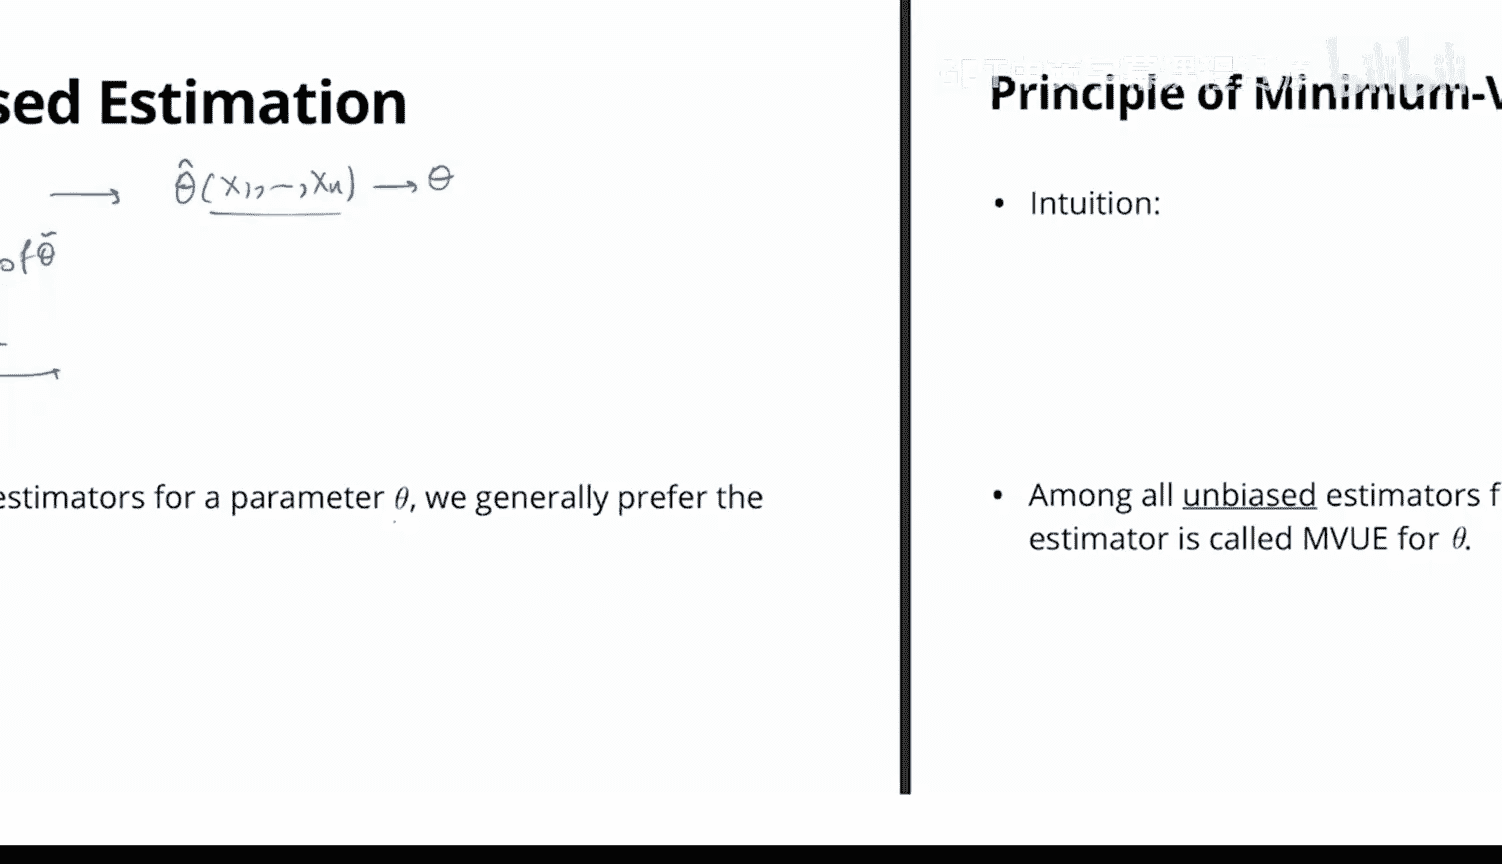 sed Estimation
→ θ̂(X1,-,Xn) → θ
of θ̂
estimators for a parameter θ, we generally prefer the
bilibili
Principle of Minimum-V
• Intuition:
• Among all unbiased estimators f
estimator is called MVUE for θ.